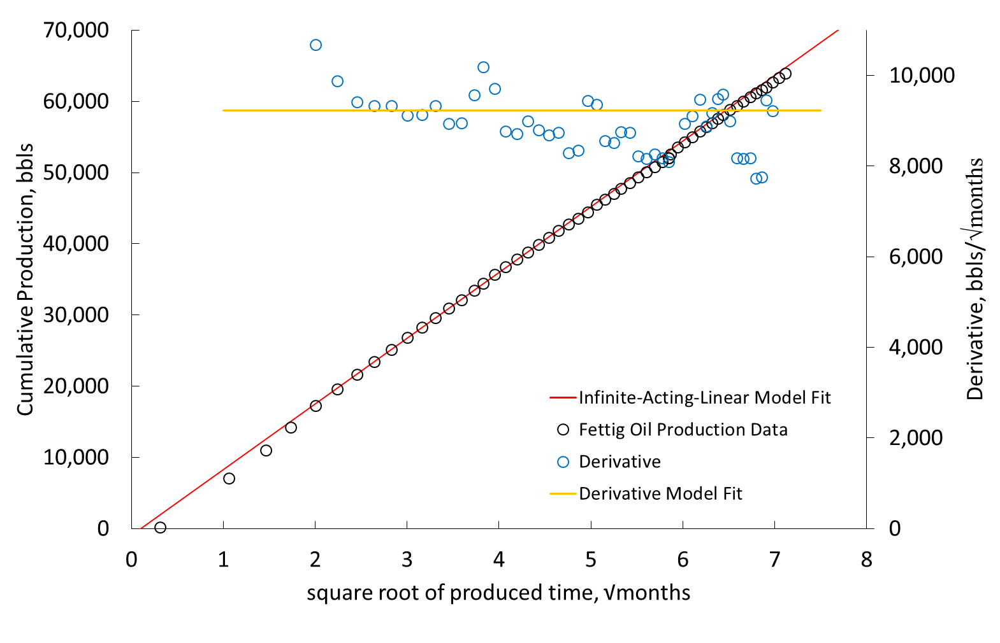 70,000
60,000
50,000
40,000
30,000
20,000
10,000
0
Cumulative Production, bbls
0 1 2 3 4 5 6 7 8
square root of produced time, √months
10,000
8,000
6,000
4,000
2,000
0
Derivative, bbls/√months
Infinite-Acting-Linear Model Fit
Fettig Oil Production Data
Derivative
Derivative Model Fit